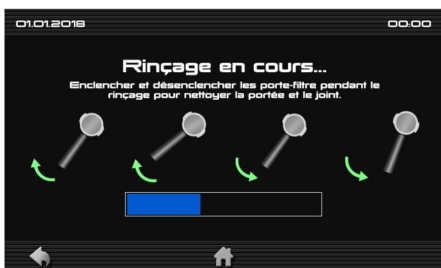 01.01.2018 00:00
Rinçage en cours...
Enclencher et désenclencher les porte-filtre pendant le
rinçage pour nettoyer la portée et le joint.